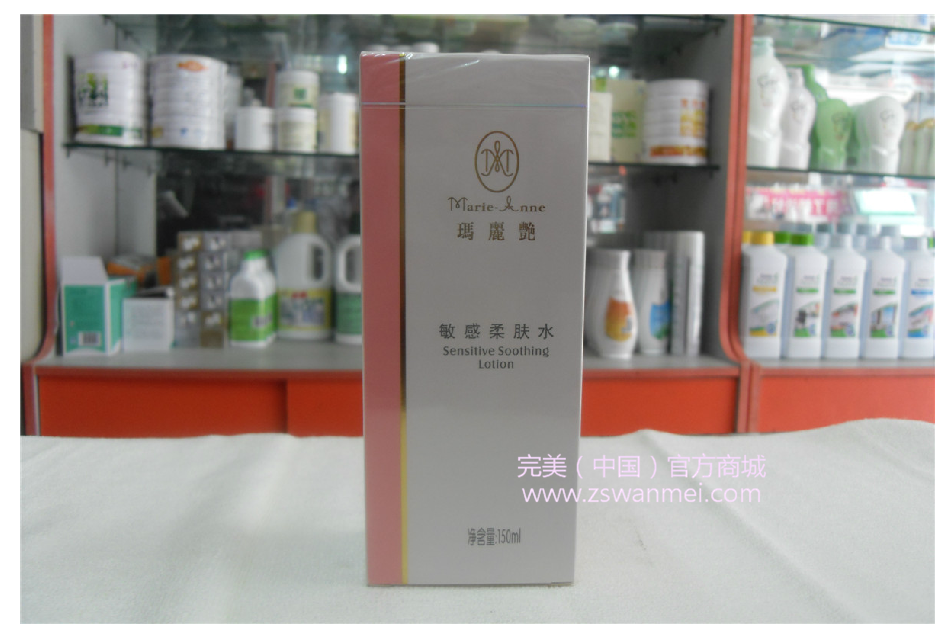 Marie-Anne
瑪麗艷
敏感柔肤水
Sensitive Soothing
Lotion
完美（中国）官方商城
www.zswanmei.com
净含量:150ml